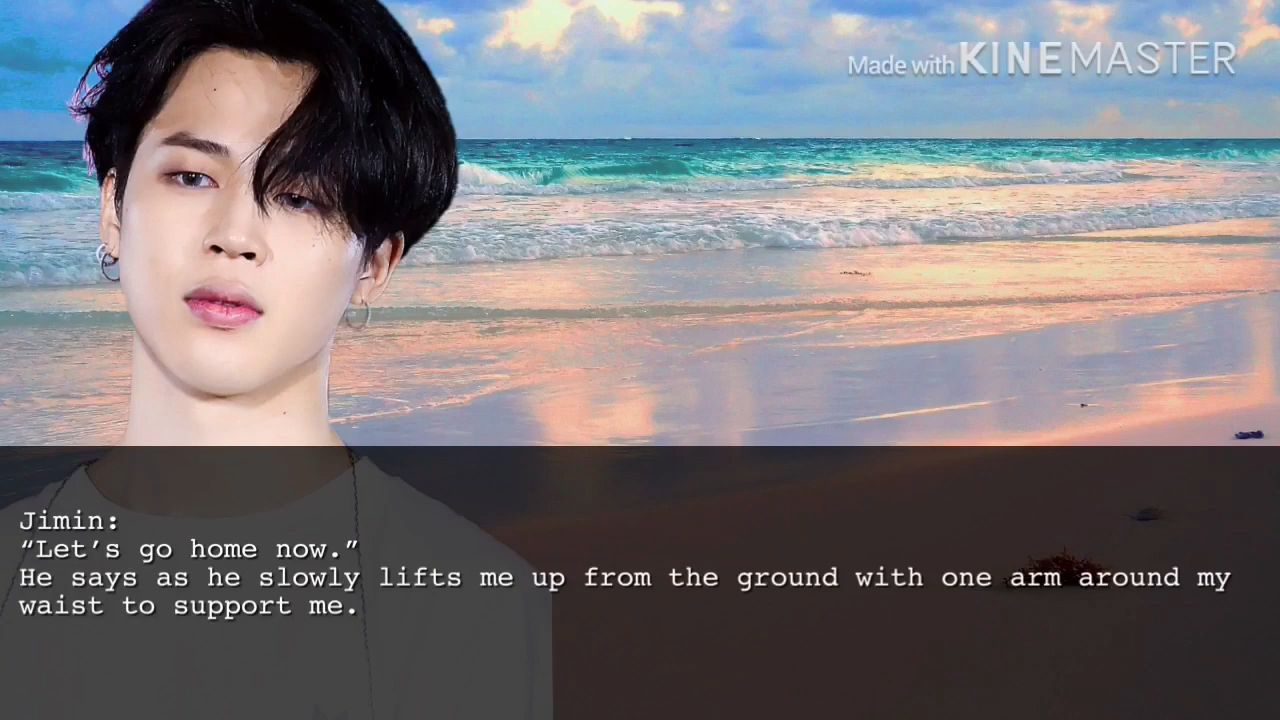 Made with KINEMASTER
Jimin:
“Let’s go home now.”
He says as he slowly lifts me up from the ground with one arm around my
waist to support me.